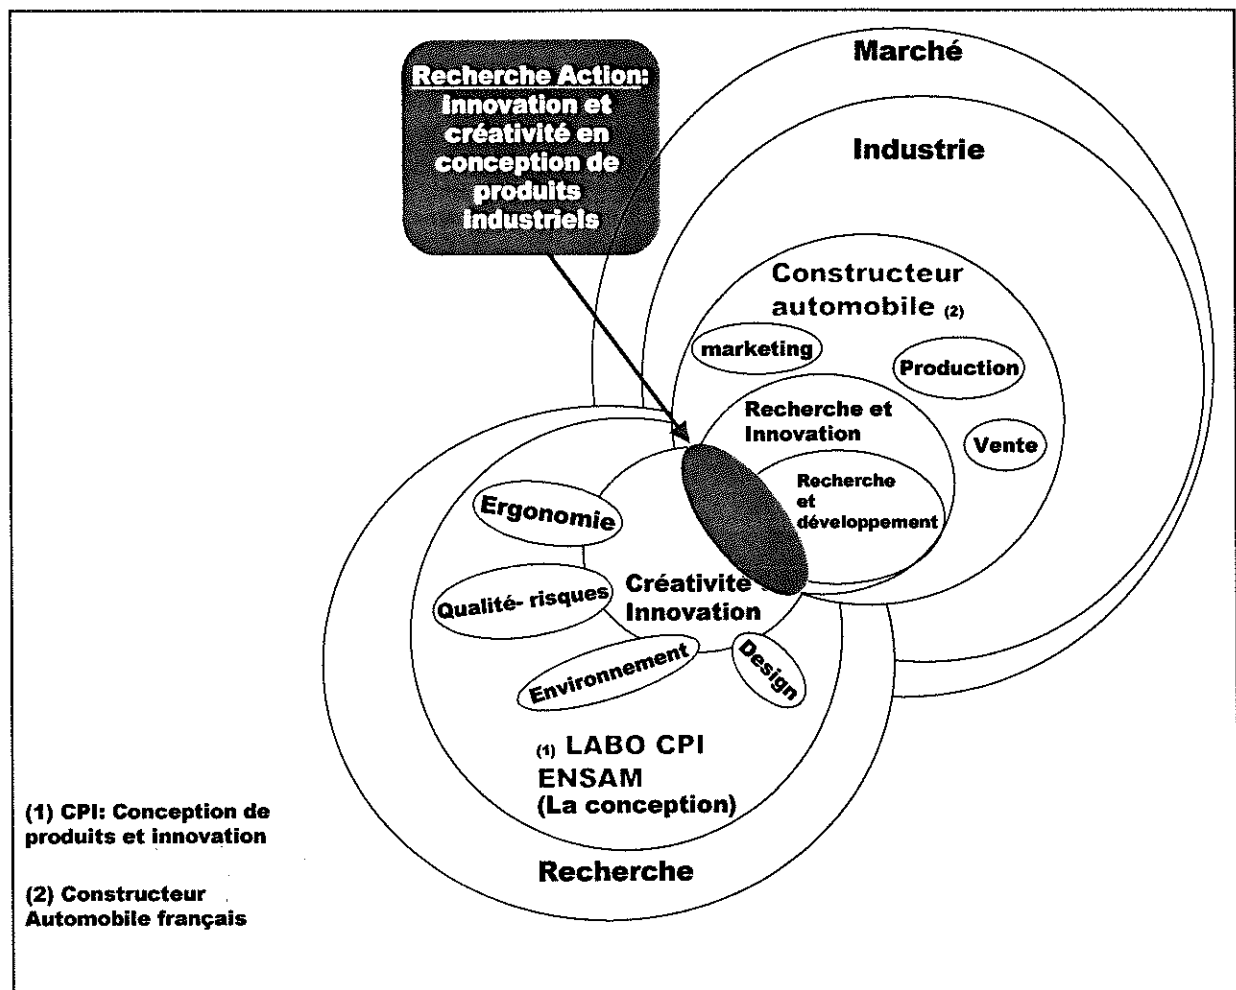 Marché
Recherche Action:
Innovation et
créativité en
conception de
produits
industriels
Industrie
Constructeur
automobile (2)
marketing
Production
Recherche et
Innovation
Vente
Recherche
et
développement
Ergonomie
Créativité
Innovation
Qualité- risques
Environnement
Design
(1) LABO CPI
ENSAM
(La conception)
Recherche
(1) CPI: Conception de
produits et innovation
(2) Constructeur
Automobile français